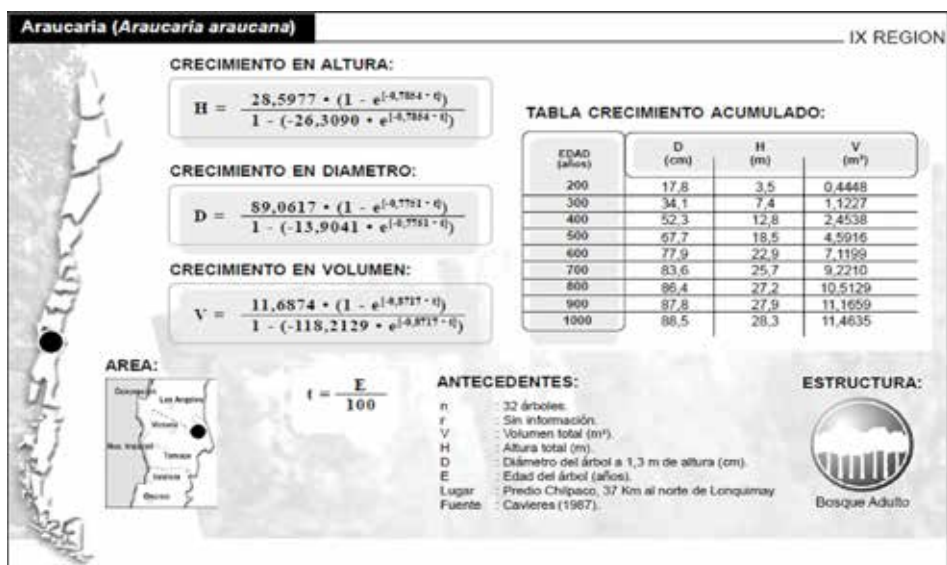 Araucaria (Araucaria araucana)
IX REGION
CRECIMIENTO EN ALTURA:
H = 28,5977 • (1 - e[-0,7864 • t]) / 1 - (-26,3090 • e[-0,7864 • t])
CRECIMIENTO EN DIAMETRO:
D = 89,0617 • (1 - e[-0,7761 • t]) / 1 - (-13,9041 • e[-0,7761 • t])
CRECIMIENTO EN VOLUMEN:
V = 11,6874 • (1 - e[-0,8717 • t]) / 1 - (-118,2129 • e[-0,8717 • t])
TABLA CRECIMIENTO ACUMULADO:
EDAD (años) D (cm) H (m) V (m³)
200 17,8 3,5 0,4448
300 34,1 7,4 1,1227
400 52,3 12,8 2,4538
500 67,7 18,5 4,5916
600 77,9 22,9 7,1199
700 83,6 25,7 9,2210
800 86,4 27,2 10,5129
900 87,8 27,9 11,1659
1000 88,5 28,3 11,4635
AREA:
Los Angeles
Victoria
Temuco
Valdivia
Osorno
t = E / 100
ANTECEDENTES:
n : 32 árboles.
r : Sin información.
V : Volumen total (m³).
H : Altura total (m).
D : Diámetro del árbol a 1,3 m de altura (cm).
E : Edad del árbol (años).
Lugar : Predio Chilpaco, 37 Km al norte de Lonquimay
Fuente : Cavieres (1987).
ESTRUCTURA:
Bosque Adulto